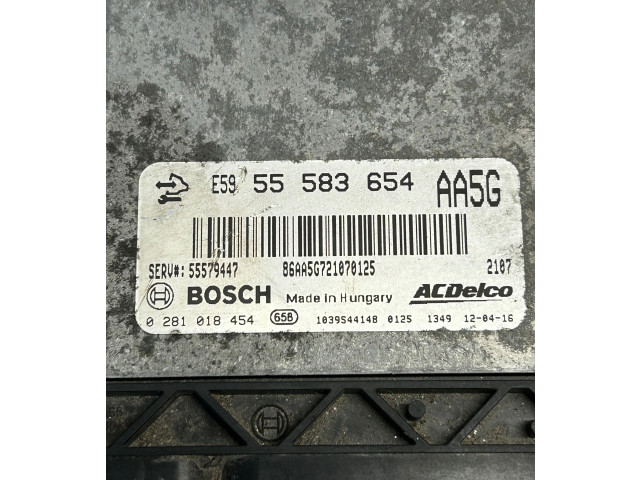 E59 55 583 654 AA5G
SERV#: 55579447 86AA5G721070125 2107
BOSCH Made in Hungary ACDelco
0 281 018 454 65B 1039S44148 0125 1349 12-04-16